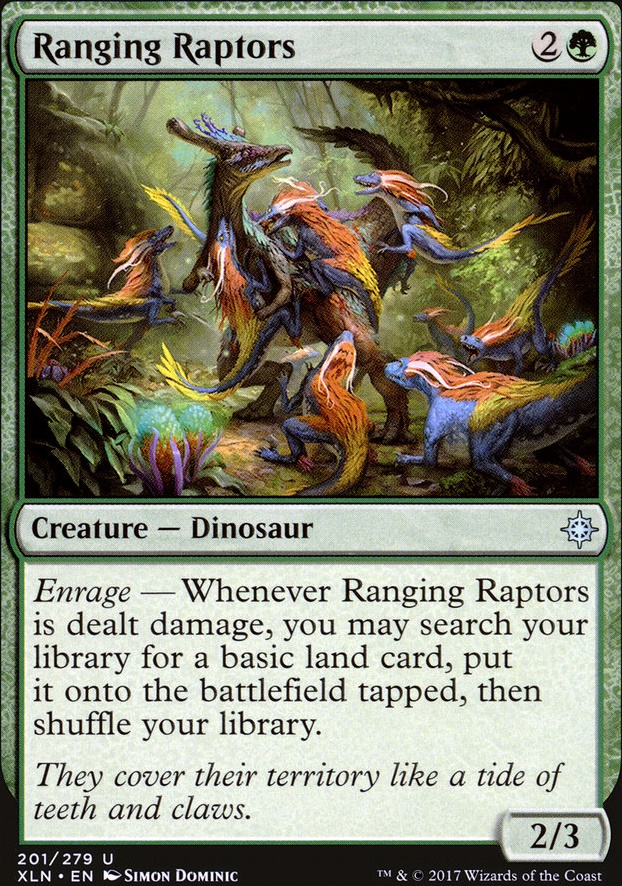 Ranging Raptors 2
Creature — Dinosaur
Enrage — Whenever Ranging Raptors
is dealt damage, you may search your
library for a basic land card, put
it onto the battlefield tapped, then
shuffle your library.
They cover their territory like a tide of
teeth and claws.
2/3
201/279 U
XLN • EN Simon Dominic
™ & © 2017 Wizards of the Coast